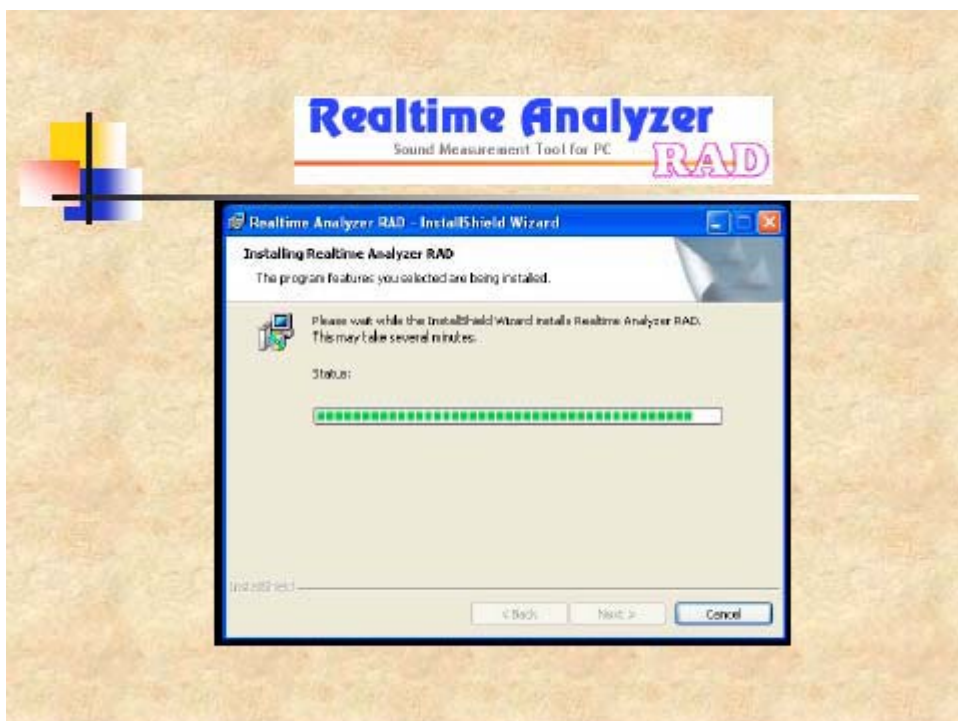 Realtime Analyzer
Sound Measurement Tool for PC
RAD
Realtime Analyzer RAD - InstallShield Wizard
Installing Realtime Analyzer RAD
The program features you selected are being installed.
Please wait while the InstallShield Wizard installs Realtime Analyzer RAD.
This may take several minutes.
Status:
InstallShield
< Back Next > Cancel